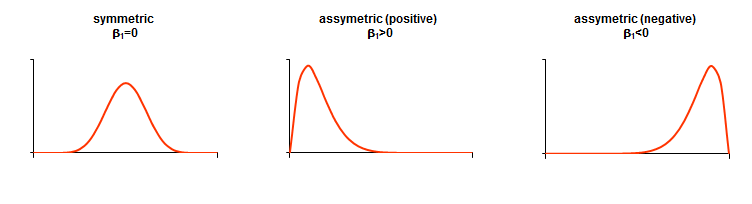 symmetric
β₁=0
assymetric (positive)
β₁>0
assymetric (negative)
β₁<0